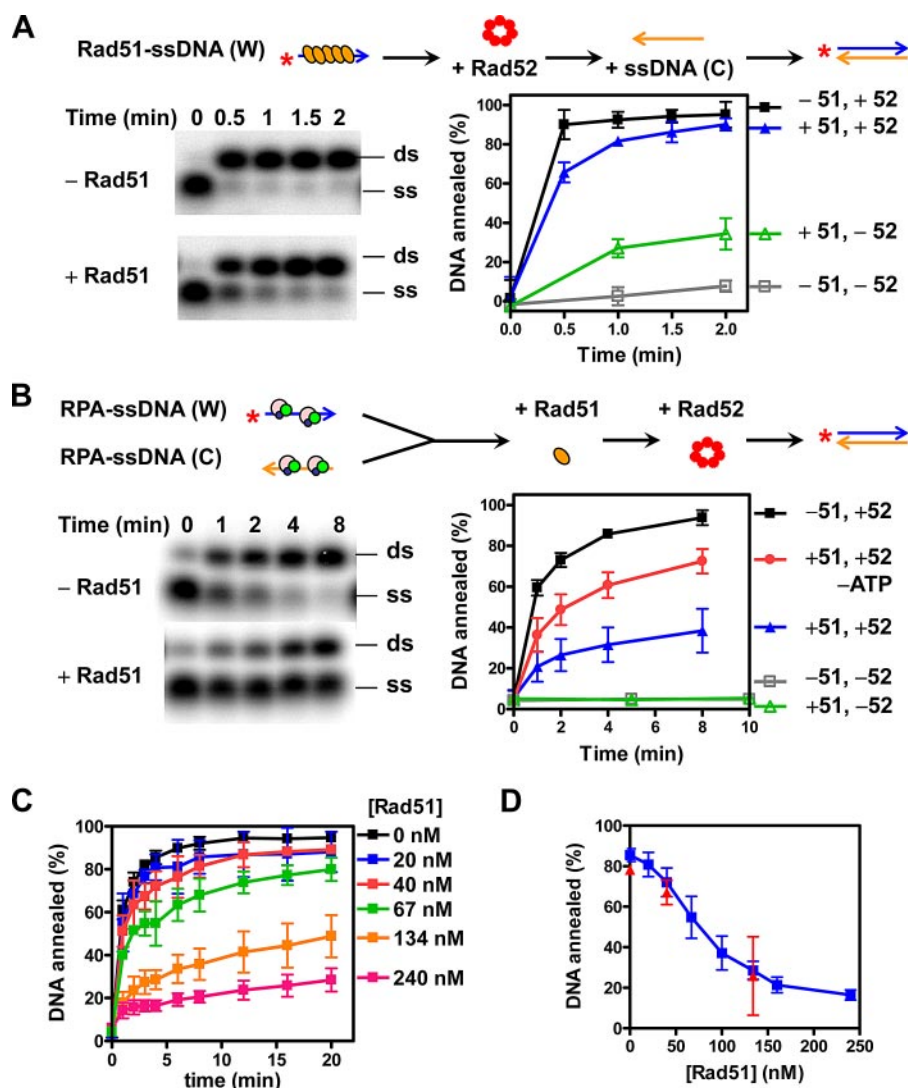 A
Rad51-ssDNA (W)
*
+ Rad52
+ ssDNA (C)
*
Time (min) 0 0.5 1 1.5 2
− Rad51
ds
ss
+ Rad51
ds
ss
DNA annealed (%)
100
80
60
40
20
0
0.0 0.5 1.0 1.5 2.0
Time (min)
− 51, + 52
+ 51, + 52
+ 51, − 52
− 51, − 52
B
RPA-ssDNA (W)
*
RPA-ssDNA (C)
+ Rad51
+ Rad52
*
Time (min) 0 1 2 4 8
− Rad51
ds
ss
+ Rad51
ds
ss
DNA annealed (%)
100
80
60
40
20
0
0 2 4 6 8 10
Time (min)
−51, +52
+51, +52
−ATP
+51, +52
−51, −52
+51, −52
C
DNA annealed (%)
100
80
60
40
20
0
0 5 10 15 20
time (min)
[Rad51]
0 nM
20 nM
40 nM
67 nM
134 nM
240 nM
D
DNA annealed (%)
100
80
60
40
20
0
0 50 100 150 200 250
[Rad51] (nM)